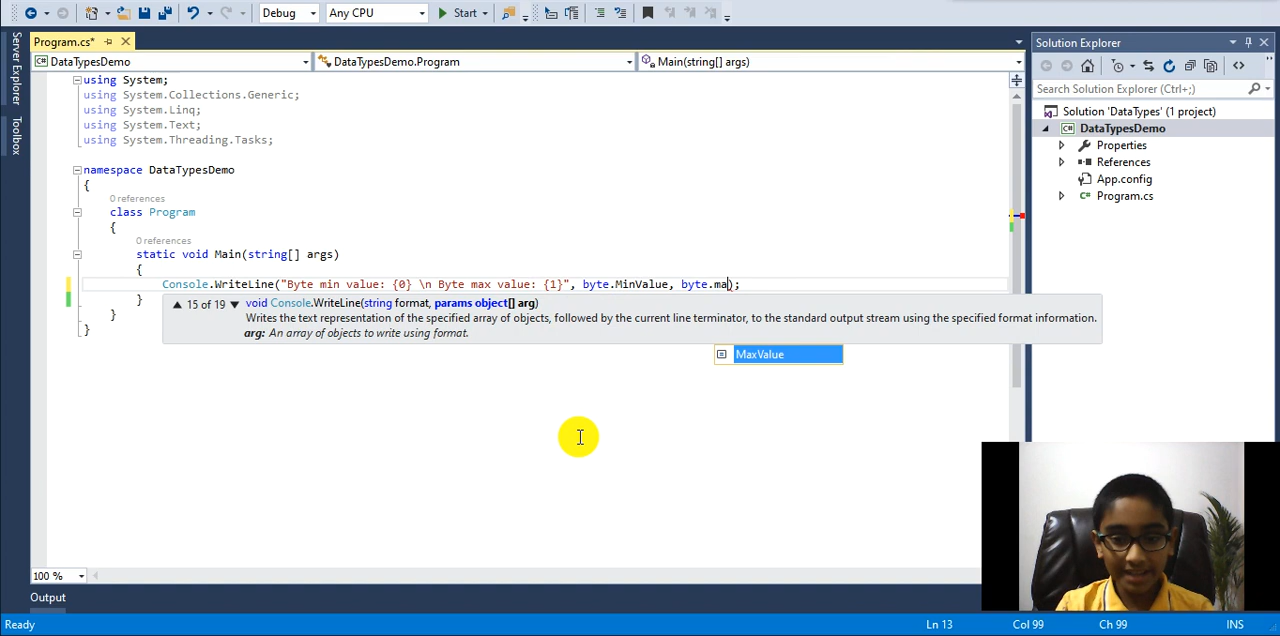 Debug
Any CPU
Start
Server Explorer
Toolbox
Program.cs*
DataTypesDemo
DataTypesDemo.Program
Main(string[] args)
using System;
using System.Collections.Generic;
using System.Linq;
using System.Text;
using System.Threading.Tasks;
namespace DataTypesDemo
{
0 references
class Program
{
0 references
static void Main(string[] args)
{
Console.WriteLine("Byte min value: {0} \n Byte max value: {1}", byte.MinValue, byte.ma);
}
}
}
15 of 19 void Console.WriteLine(string format, params object[] arg)
Writes the text representation of the specified array of objects, followed by the current line terminator, to the standard output stream using the specified format information.
arg: An array of objects to write using format.
MaxValue
100 %
Output
Solution Explorer
Search Solution Explorer (Ctrl+;)
Solution 'DataTypes' (1 project)
DataTypesDemo
Properties
References
App.config
Program.cs
Ready
Ln 13
Col 99
Ch 99
INS